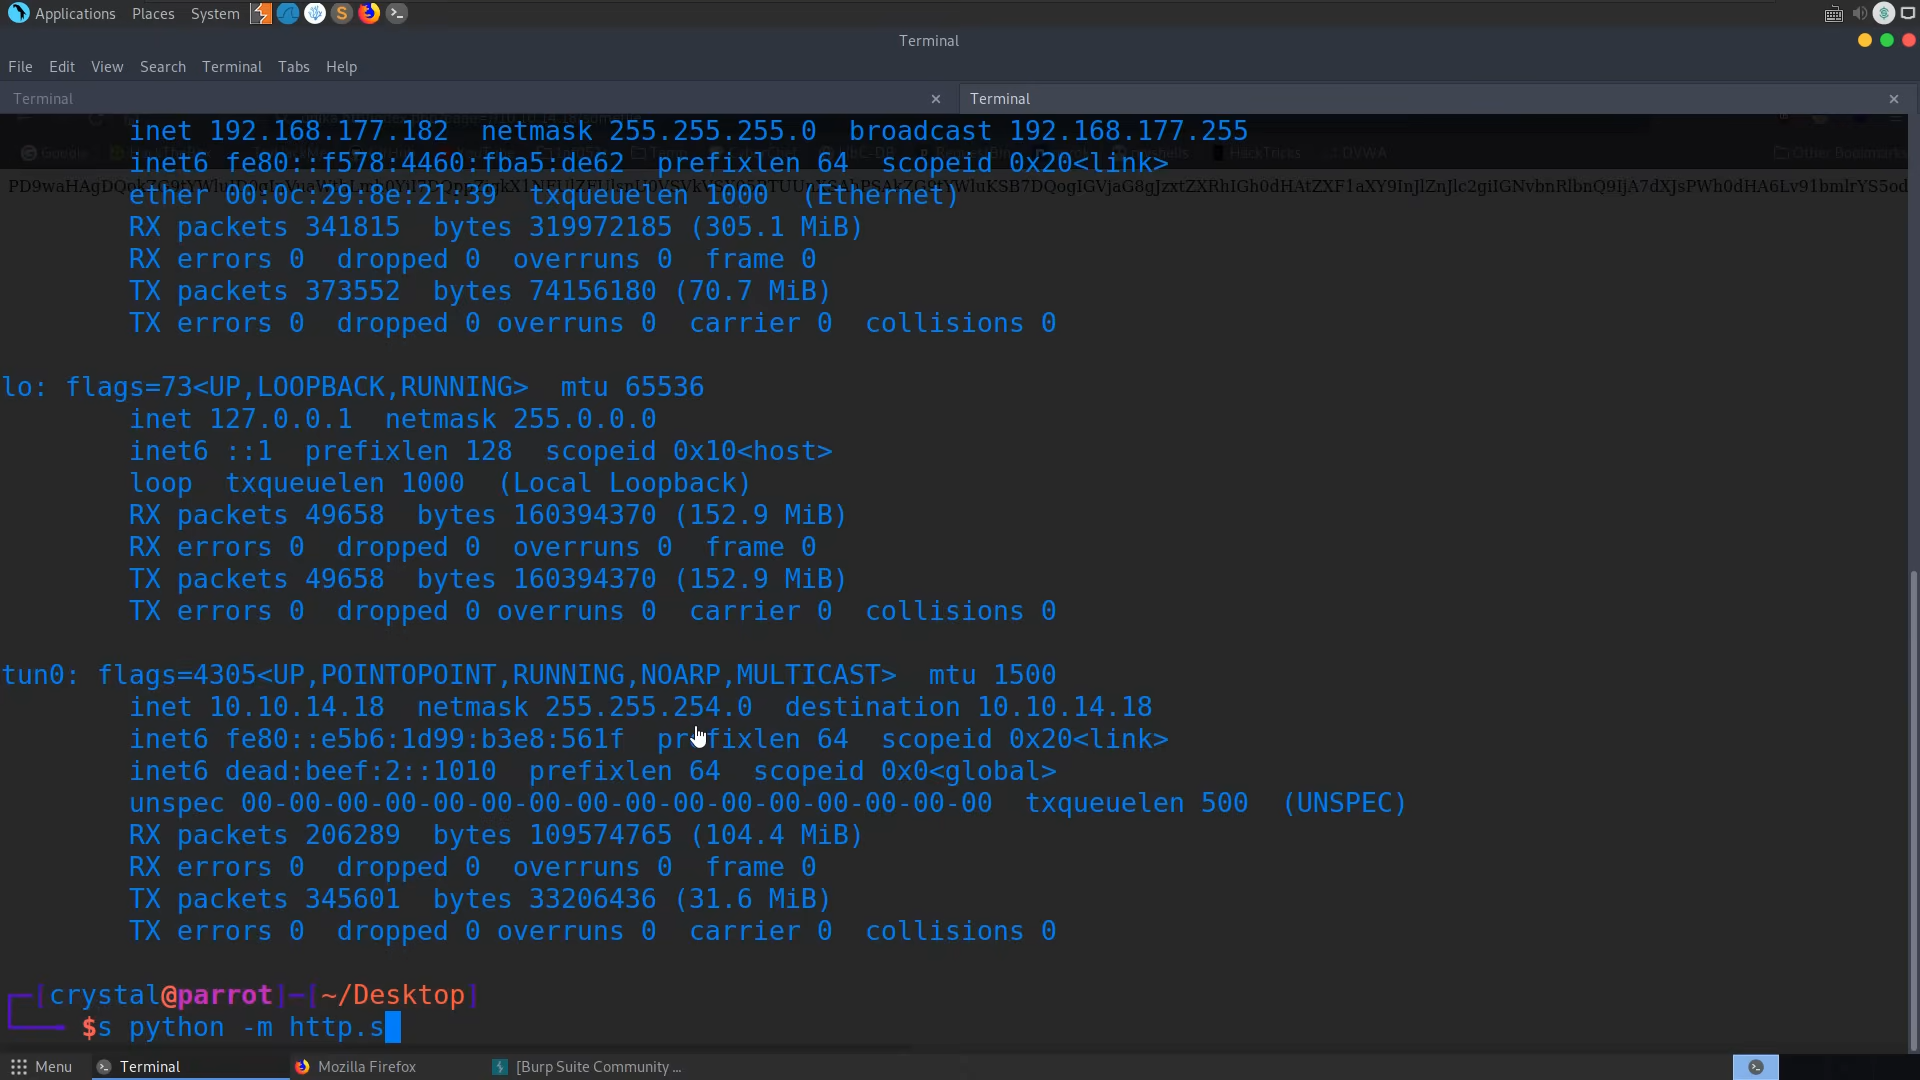 Applications Places System
Terminal
File Edit View Search Terminal Tabs Help
Terminal × Terminal ×
inet 192.168.177.182 netmask 255.255.255.0 broadcast 192.168.177.255
Google Other Bookmarks
inet6 fe80::f578:4460:fba5:de62 prefixlen 64 scopeid 0x20<link>
HackTricks DVWA
ether 00:0c:29:8e:21:39 txqueuelen 1000 (Ethernet)
RX packets 341815 bytes 319972185 (305.1 MiB)
RX errors 0 dropped 0 overruns 0 frame 0
TX packets 373552 bytes 74156180 (70.7 MiB)
TX errors 0 dropped 0 overruns 0 carrier 0 collisions 0
lo: flags=73<UP,LOOPBACK,RUNNING> mtu 65536
inet 127.0.0.1 netmask 255.0.0.0
inet6 ::1 prefixlen 128 scopeid 0x10<host>
loop txqueuelen 1000 (Local Loopback)
RX packets 49658 bytes 160394370 (152.9 MiB)
RX errors 0 dropped 0 overruns 0 frame 0
TX packets 49658 bytes 160394370 (152.9 MiB)
TX errors 0 dropped 0 overruns 0 carrier 0 collisions 0
tun0: flags=4305<UP,POINTOPOINT,RUNNING,NOARP,MULTICAST> mtu 1500
inet 10.10.14.18 netmask 255.255.254.0 destination 10.10.14.18
inet6 fe80::e5b6:1d99:b3e8:561f prefixlen 64 scopeid 0x20<link>
inet6 dead:beef:2::1010 prefixlen 64 scopeid 0x0<global>
unspec 00-00-00-00-00-00-00-00-00-00-00-00-00-00-00-00 txqueuelen 500 (UNSPEC)
RX packets 206289 bytes 109574765 (104.4 MiB)
RX errors 0 dropped 0 overruns 0 frame 0
TX packets 345601 bytes 33206436 (31.6 MiB)
TX errors 0 dropped 0 overruns 0 carrier 0 collisions 0
[crystal@parrot]─[~/Desktop]
$s python -m http.s
Menu Terminal Mozilla Firefox [Burp Suite Community ...